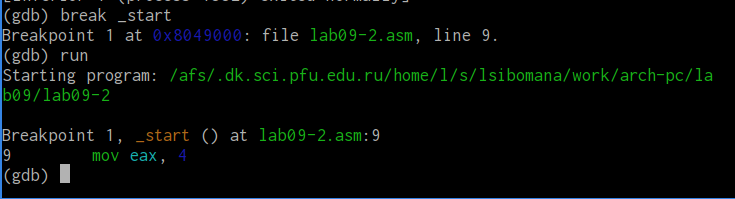 (gdb) break _start
Breakpoint 1 at 0x8049000: file lab09-2.asm, line 9.
(gdb) run
Starting program: /afs/.dk.sci.pfu.edu.ru/home/l/s/lsibomana/work/arch-pc/la
b09/lab09-2
Breakpoint 1, _start () at lab09-2.asm:9
9       mov eax, 4
(gdb)